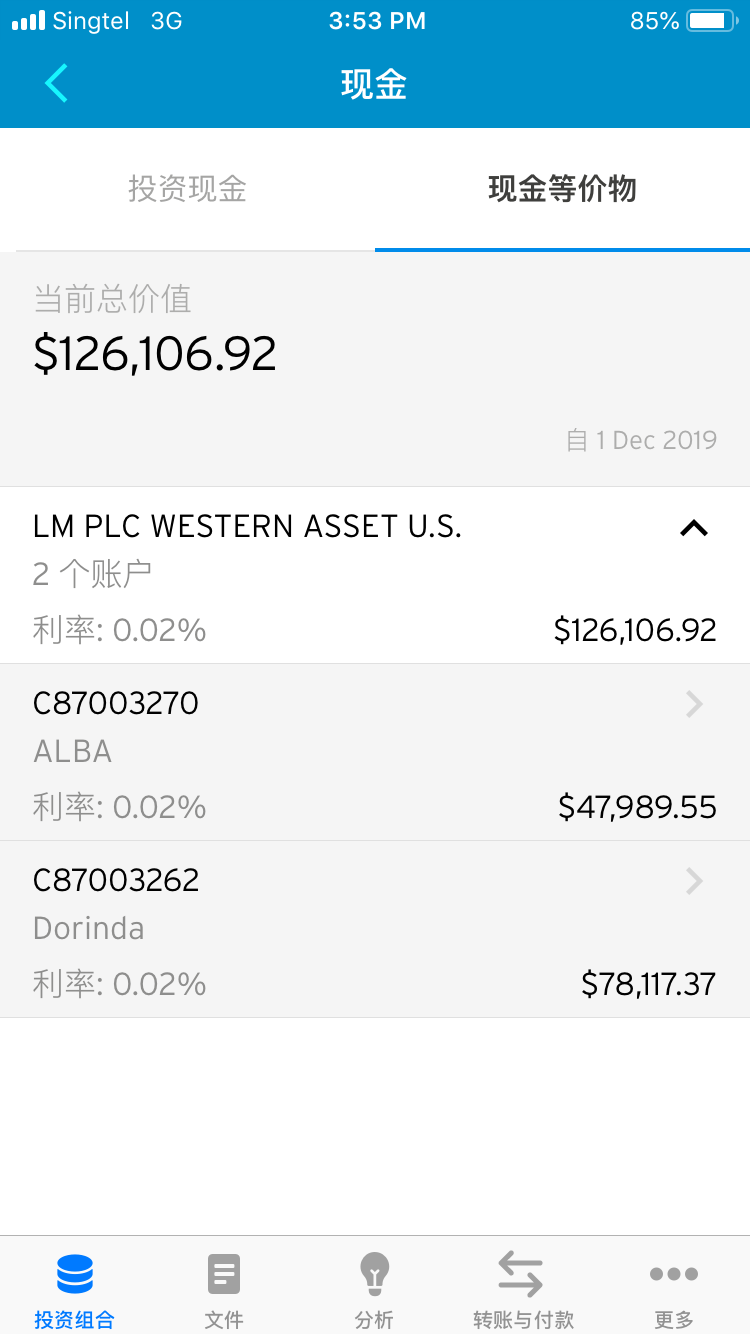 Singtel 3G 3:53 PM 85%
现金
投资现金 现金等价物
当前总价值
$126,106.92
自 1 Dec 2019
LM PLC WESTERN ASSET U.S.
2 个账户
利率: 0.02% $126,106.92
C87003270
ALBA
利率: 0.02% $47,989.55
C87003262
Dorinda
利率: 0.02% $78,117.37
投资组合 文件 分析 转账与付款 更多